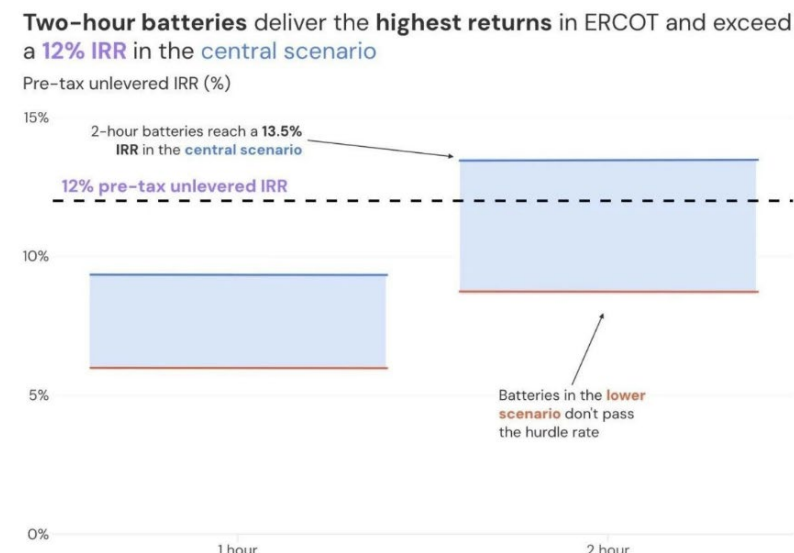 Two-hour batteries deliver the highest returns in ERCOT and exceed
a 12% IRR in the central scenario
Pre-tax unlevered IRR (%)
15%
2-hour batteries reach a 13.5%
IRR in the central scenario
12% pre-tax unlevered IRR
10%
5%
Batteries in the lower
scenario don't pass
the hurdle rate
0%
1 hour
2 hour